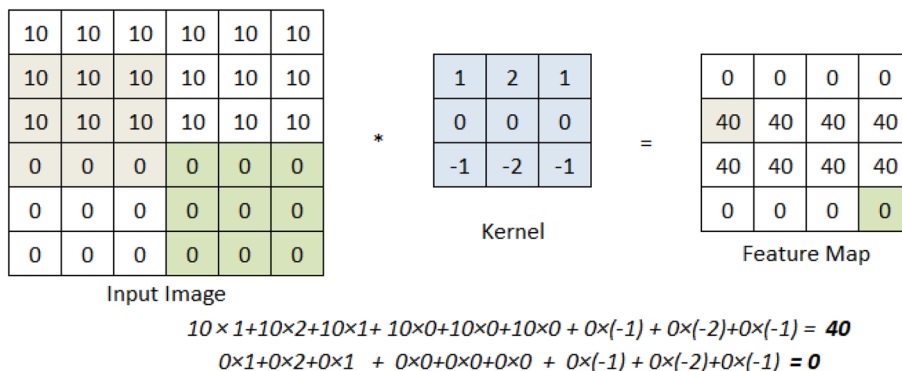 10 10 10 10 10 10
10 10 10 10 10 10
10 10 10 10 10 10
0 0 0 0 0 0
0 0 0 0 0 0
0 0 0 0 0 0
Input Image
*
1 2 1
0 0 0
-1 -2 -1
Kernel
=
0 0 0 0
40 40 40 40
40 40 40 40
0 0 0 0
Feature Map
10 × 1+10×2+10×1+ 10×0+10×0+10×0 + 0×(-1) + 0×(-2)+0×(-1) = 40
0×1+0×2+0×1 + 0×0+0×0+0×0 + 0×(-1) + 0×(-2)+0×(-1) = 0